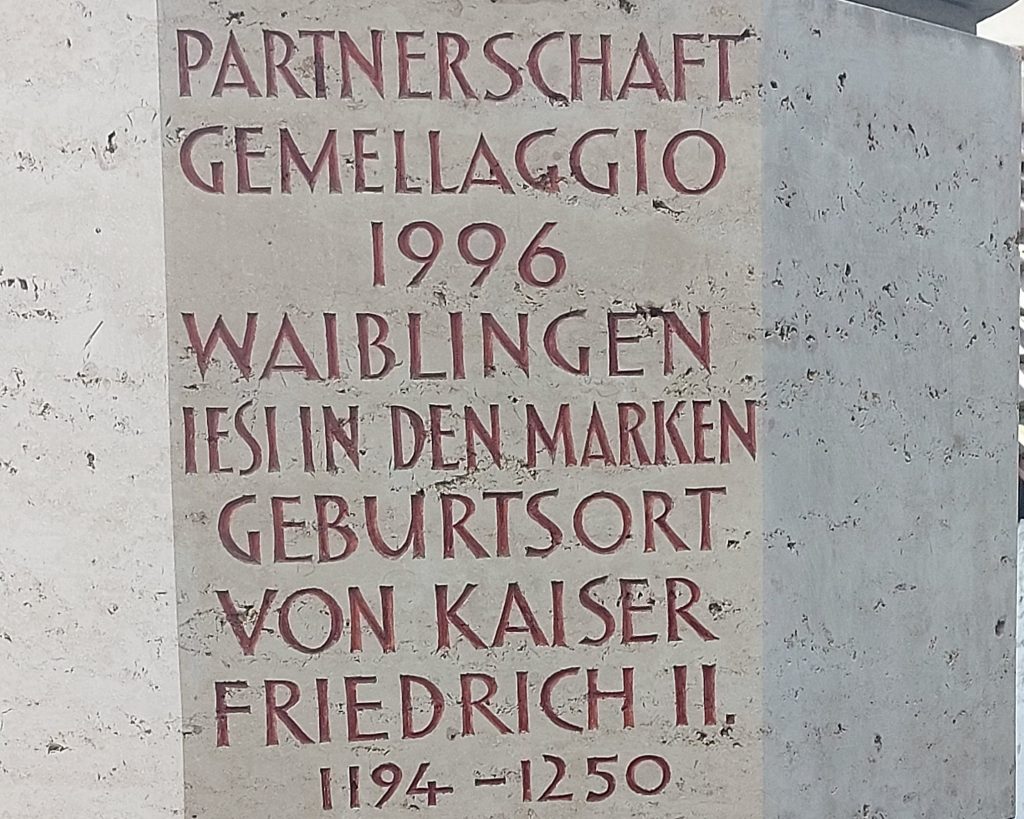 PARTNERSCHAFT
GEMELLAGGIO
1996
WAIBLINGEN
IESI IN DEN MARKEN
GEBURTSORT
VON KAISER
FRIEDRICH II.
1194 – 1250